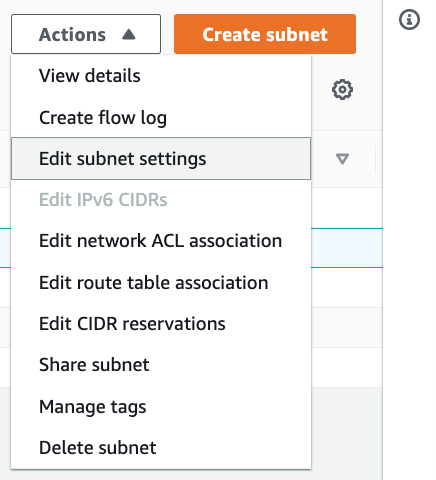 Actions
Create subnet
View details
Create flow log
Edit subnet settings
Edit IPv6 CIDRs
Edit network ACL association
Edit route table association
Edit CIDR reservations
Share subnet
Manage tags
Delete subnet